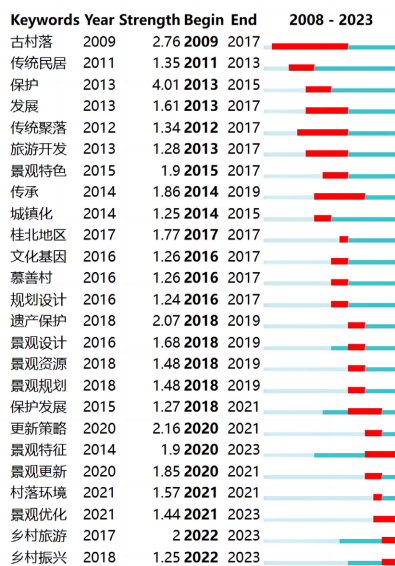 Keywords Year Strength Begin End 2008 - 2023
古村落 2009 2.76 2009 2017
传统民居 2011 1.35 2011 2013
保护 2013 4.01 2013 2015
发展 2013 1.61 2013 2017
传统聚落 2012 1.34 2012 2017
旅游开发 2013 1.28 2013 2017
景观特色 2015 1.9 2015 2017
传承 2014 1.86 2014 2019
城镇化 2014 1.25 2014 2015
桂北地区 2017 1.77 2017 2017
文化基因 2016 1.26 2016 2017
慕善村 2016 1.26 2016 2017
规划设计 2016 1.24 2016 2017
遗产保护 2018 2.07 2018 2019
景观设计 2016 1.68 2018 2019
景观资源 2018 1.48 2018 2019
景观规划 2018 1.48 2018 2019
保护发展 2015 1.27 2018 2021
更新策略 2020 2.16 2020 2021
景观特征 2014 1.9 2020 2023
景观更新 2020 1.85 2020 2021
村落环境 2021 1.57 2021 2021
景观优化 2021 1.44 2021 2023
乡村旅游 2017 2 2022 2023
乡村振兴 2018 1.25 2022 2023